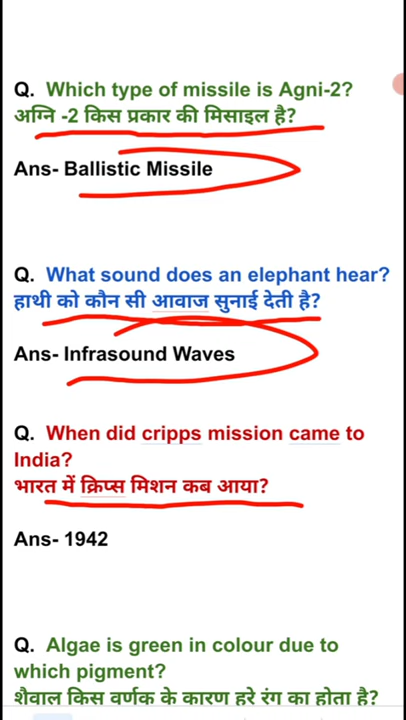 Q. Which type of missile is Agni-2?
अग्नि -2 किस प्रकार की मिसाइल है?
Ans- Ballistic Missile
Q. What sound does an elephant hear?
हाथी को कौन सी आवाज सुनाई देती है?
Ans- Infrasound Waves
Q. When did cripps mission came to
India?
भारत में क्रिप्स मिशन कब आया?
Ans- 1942
Q. Algae is green in colour due to
which pigment?
शैवाल किस वर्णक के कारण हरे रंग का होता है?